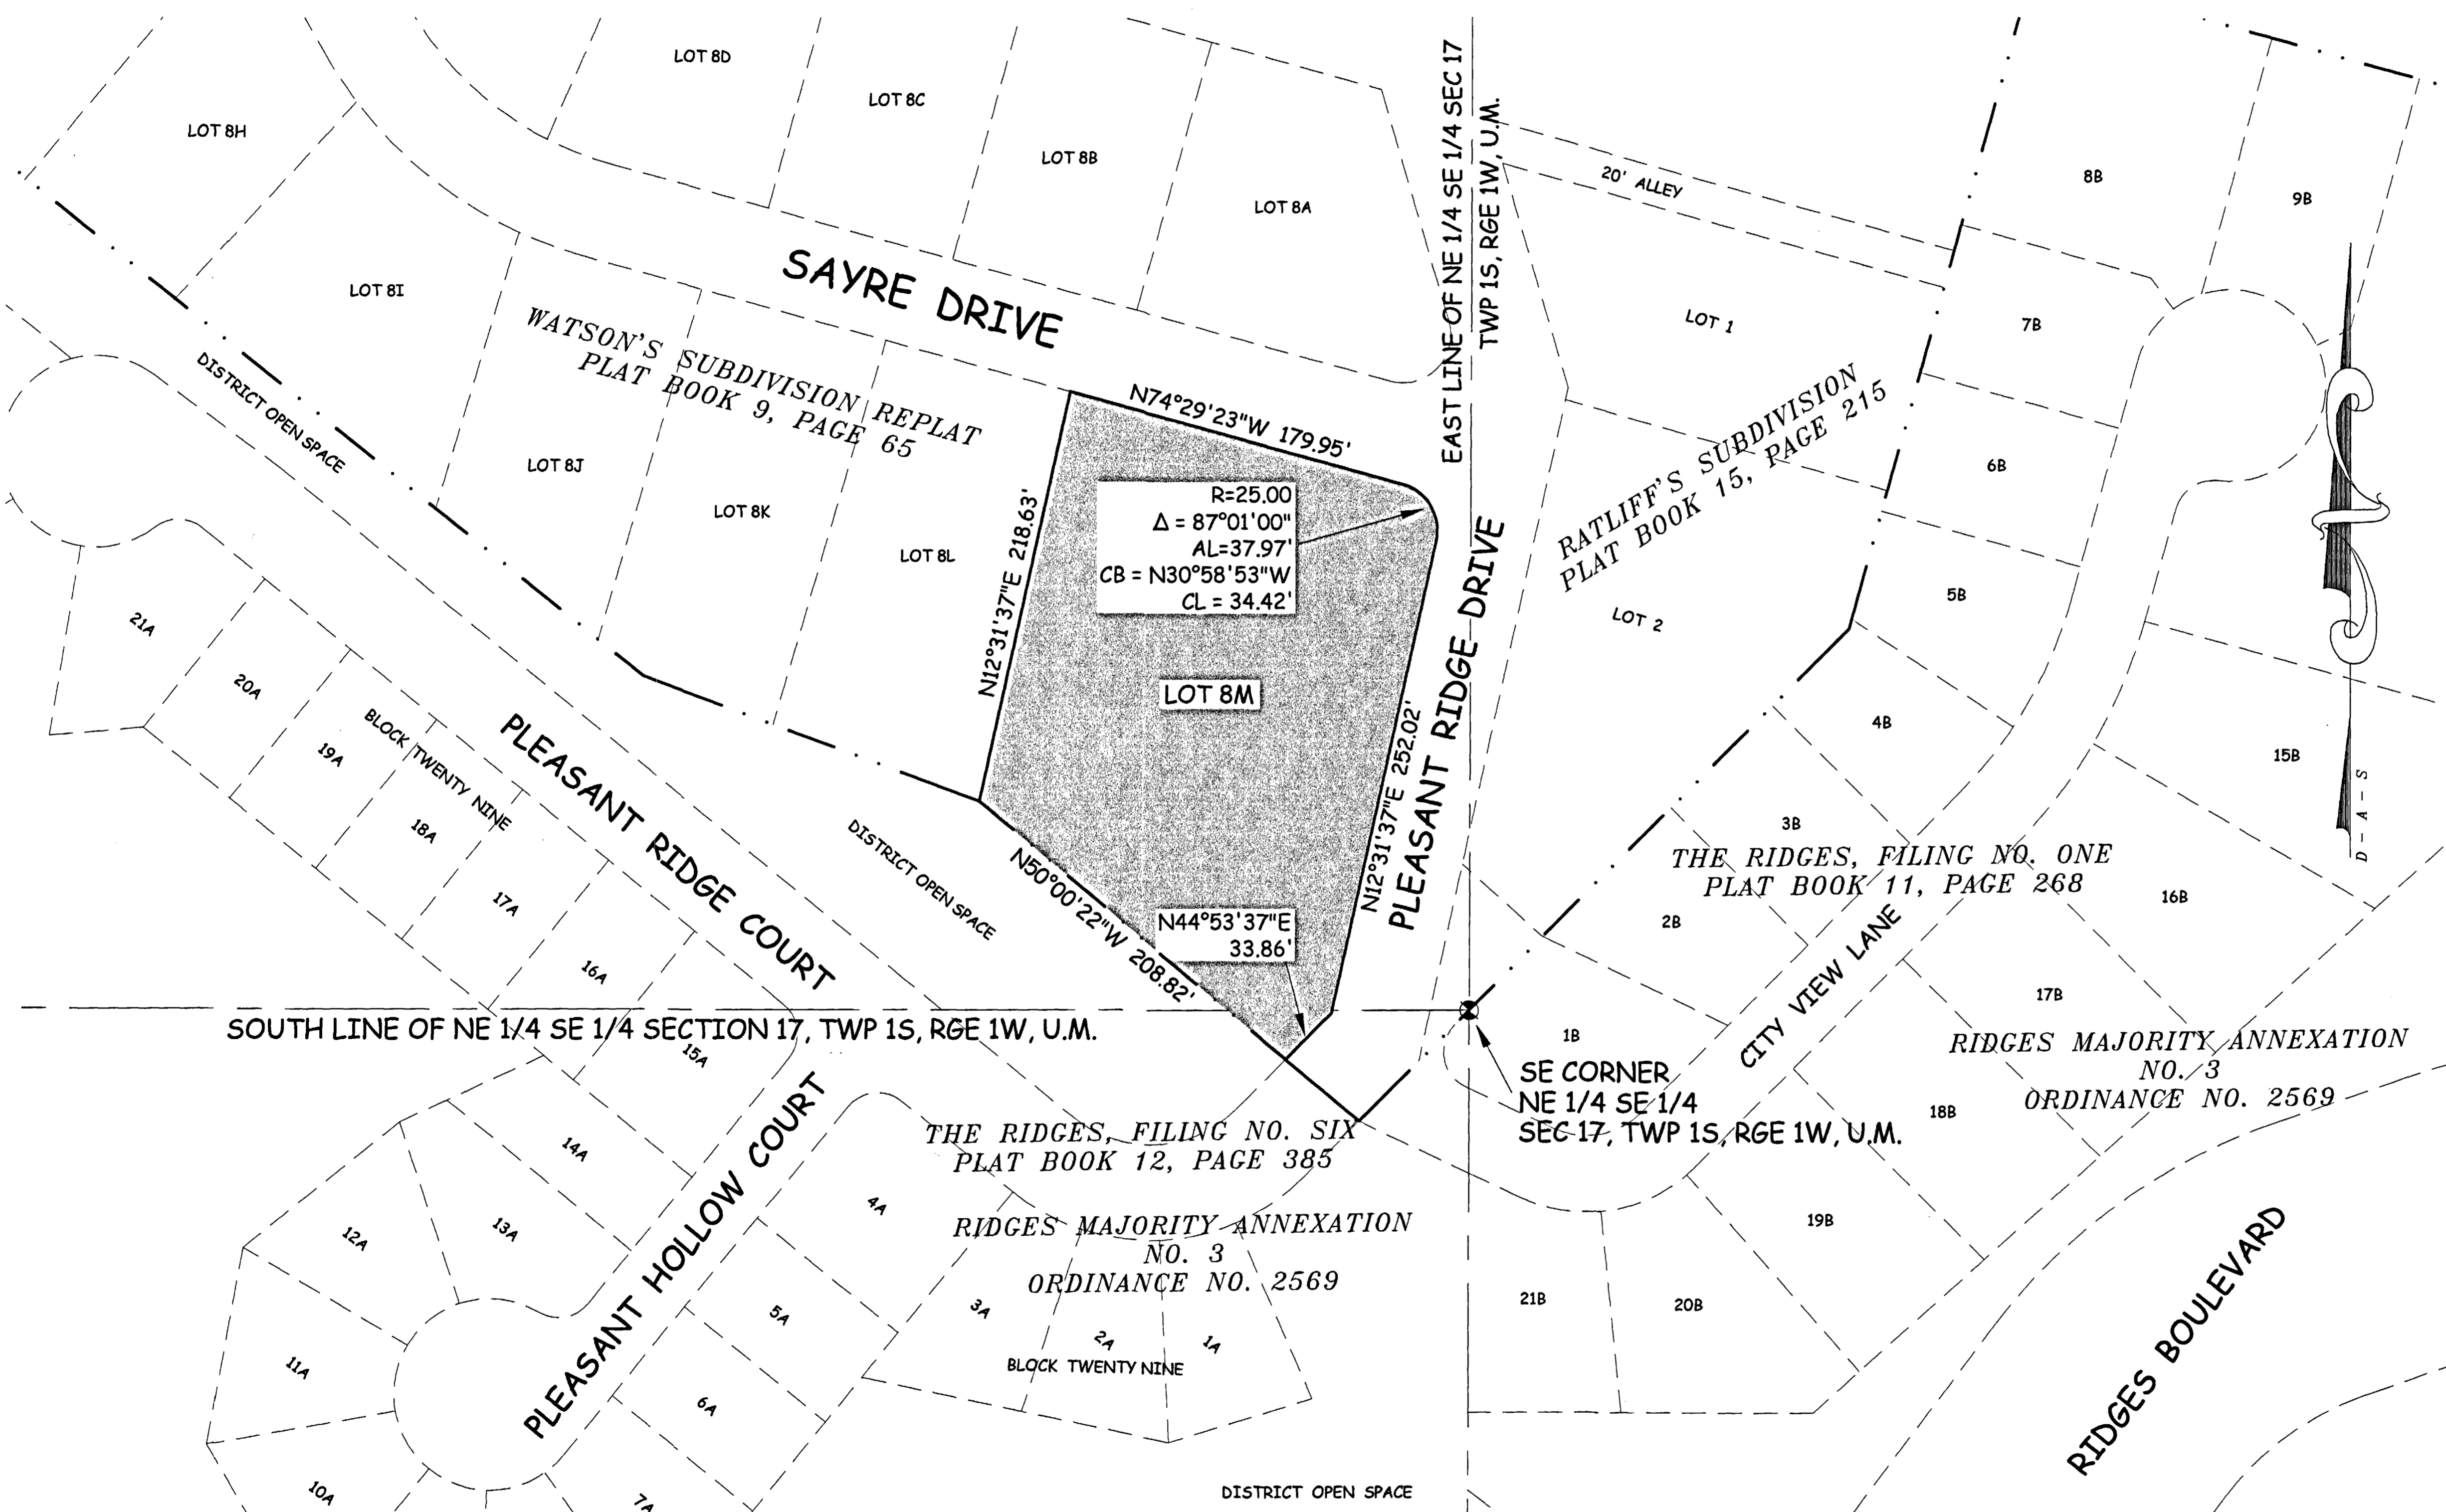 LOT 8D
LOT 8C
LOT 8H
LOT 8B
LOT 8A
EAST LINE OF NE 1/4 SE 1/4 SEC 17
TWP 1S, RGE 1W, U.M.
20' ALLEY
8B
9B
SAYRE DRIVE
LOT 8I
WATSON'S SUBDIVISION REPLAT
PLAT BOOK 9, PAGE 65
LOT 1
7B
DISTRICT OPEN SPACE
N74°29'23"W 179.95'
RATLIFF'S SUBDIVISION
PLAT BOOK 15, PAGE 215
LOT 8J
LOT 8K
LOT 8L
N12°31'37"E 218.63'
R=25.00
Δ = 87°01'00"
AL=37.97'
CB = N30°58'53"W
CL = 34.42'
6B
5B
LOT 2
21A
20A
19A
18A
17A
16A
15A
BLOCK TWENTY NINE
PLEASANT RIDGE COURT
LOT 8M
N12°31'37"E 252.02'
PLEASANT RIDGE DRIVE
4B
15B
D-A-S
3B
THE RIDGES, FILING NO. ONE
PLAT BOOK 11, PAGE 268
DISTRICT OPEN SPACE
N50°00'22"W 208.82'
N44°53'37"E
33.86'
2B
16B
CITY VIEW LANE
17B
SOUTH LINE OF NE 1/4 SE 1/4 SECTION 17, TWP 1S, RGE 1W, U.M.
1B
RIDGES MAJORITY ANNEXATION
NO. 3
ORDINANCE NO. 2569
SE CORNER
NE 1/4 SE 1/4
SEC 17, TWP 1S, RGE 1W, U.M.
18B
THE RIDGES, FILING NO. SIX
PLAT BOOK 12, PAGE 385
14A
13A
12A
PLEASANT HOLLOW COURT
4A
RIDGES MAJORITY ANNEXATION
NO. 3
ORDINANCE NO. 2569
19B
3A
5A
2A
1A
BLOCK TWENTY NINE
21B
20B
RIDGES BOULEVARD
11A
6A
10A
7A
DISTRICT OPEN SPACE